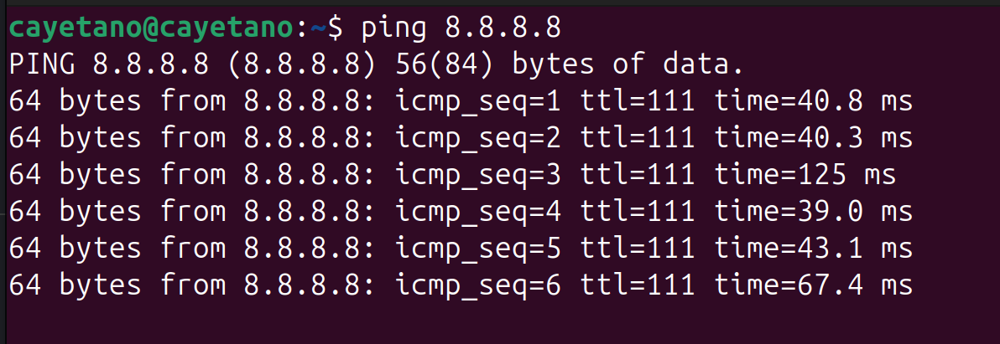 cayetano@cayetano:~$ ping 8.8.8.8
PING 8.8.8.8 (8.8.8.8) 56(84) bytes of data.
64 bytes from 8.8.8.8: icmp_seq=1 ttl=111 time=40.8 ms
64 bytes from 8.8.8.8: icmp_seq=2 ttl=111 time=40.3 ms
64 bytes from 8.8.8.8: icmp_seq=3 ttl=111 time=125 ms
64 bytes from 8.8.8.8: icmp_seq=4 ttl=111 time=39.0 ms
64 bytes from 8.8.8.8: icmp_seq=5 ttl=111 time=43.1 ms
64 bytes from 8.8.8.8: icmp_seq=6 ttl=111 time=67.4 ms